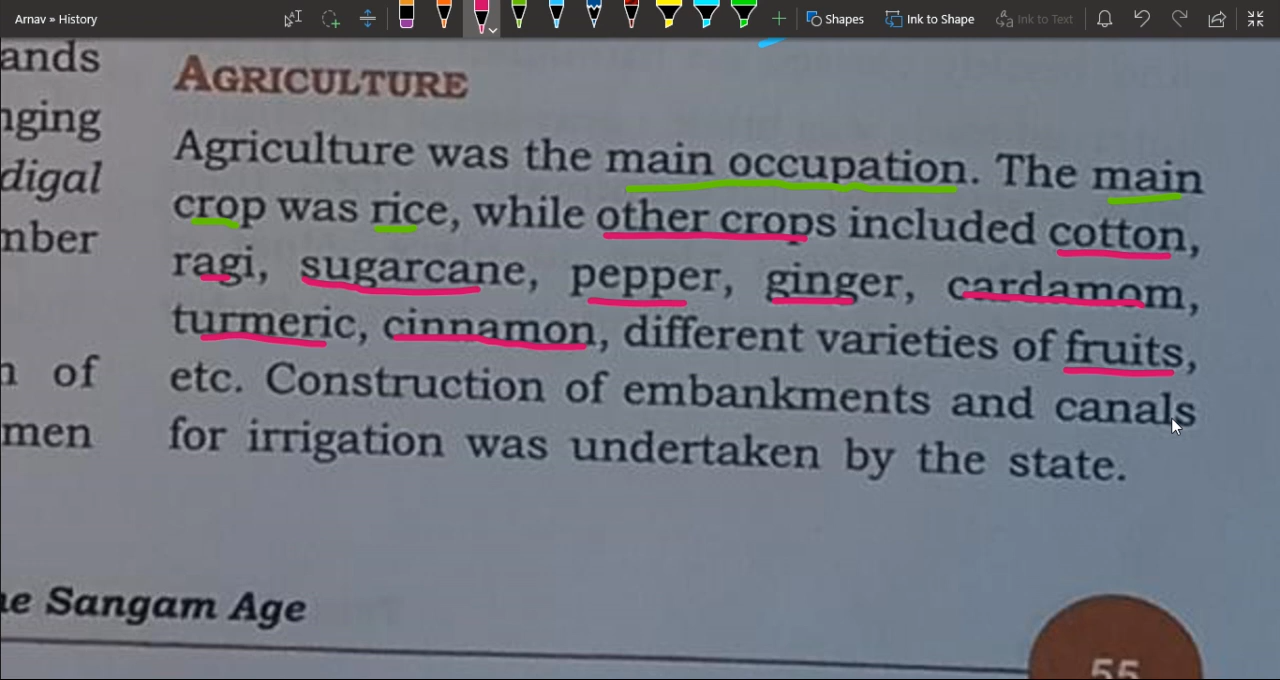 Arnav » History
Shapes
Ink to Shape
Ink to Text
ands
nging
digal
mber
n of
men
AGRICULTURE
Agriculture was the main occupation. The main
crop was rice, while other crops included cotton,
ragi, sugarcane, pepper, ginger, cardamom,
turmeric, cinnamon, different varieties of fruits,
etc. Construction of embankments and canals
for irrigation was undertaken by the state.
he Sangam Age
55